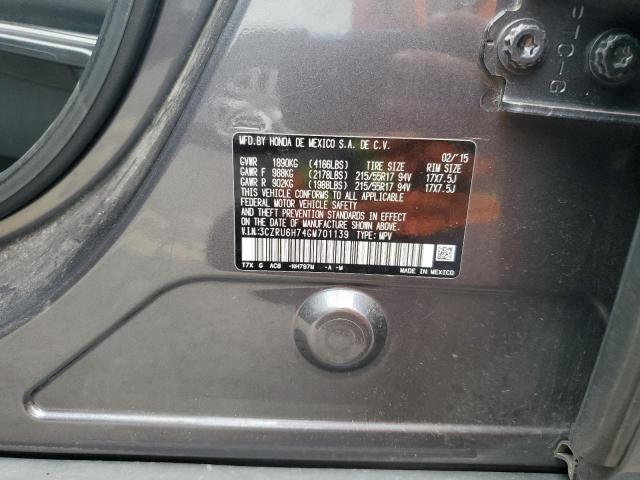 PTC-G
MFD.BY HONDA DE MEXICO S.A. DE C.V. 02/'15
GVWR 1890KG (4166LBS) TIRE SIZE RIM SIZE
GAWR F 988KG (2178LBS) 215/55R17 94V 17X7.5J
GAWR R 902KG (1988LBS) 215/55R17 94V 17X7.5J
THIS VEHICLE CONFORMS TO ALL APPLICABLE
FEDERAL MOTOR VEHICLE SAFETY
AND THEFT PREVENTION STANDARDS IN EFFECT
ON THE DATE OF MANUFACTURE SHOWN ABOVE.
V.I.N:3CZRU6H74GM701139 TYPE: MPV
T7X G AC8 -NH797M -A -M MADE IN MEXICO